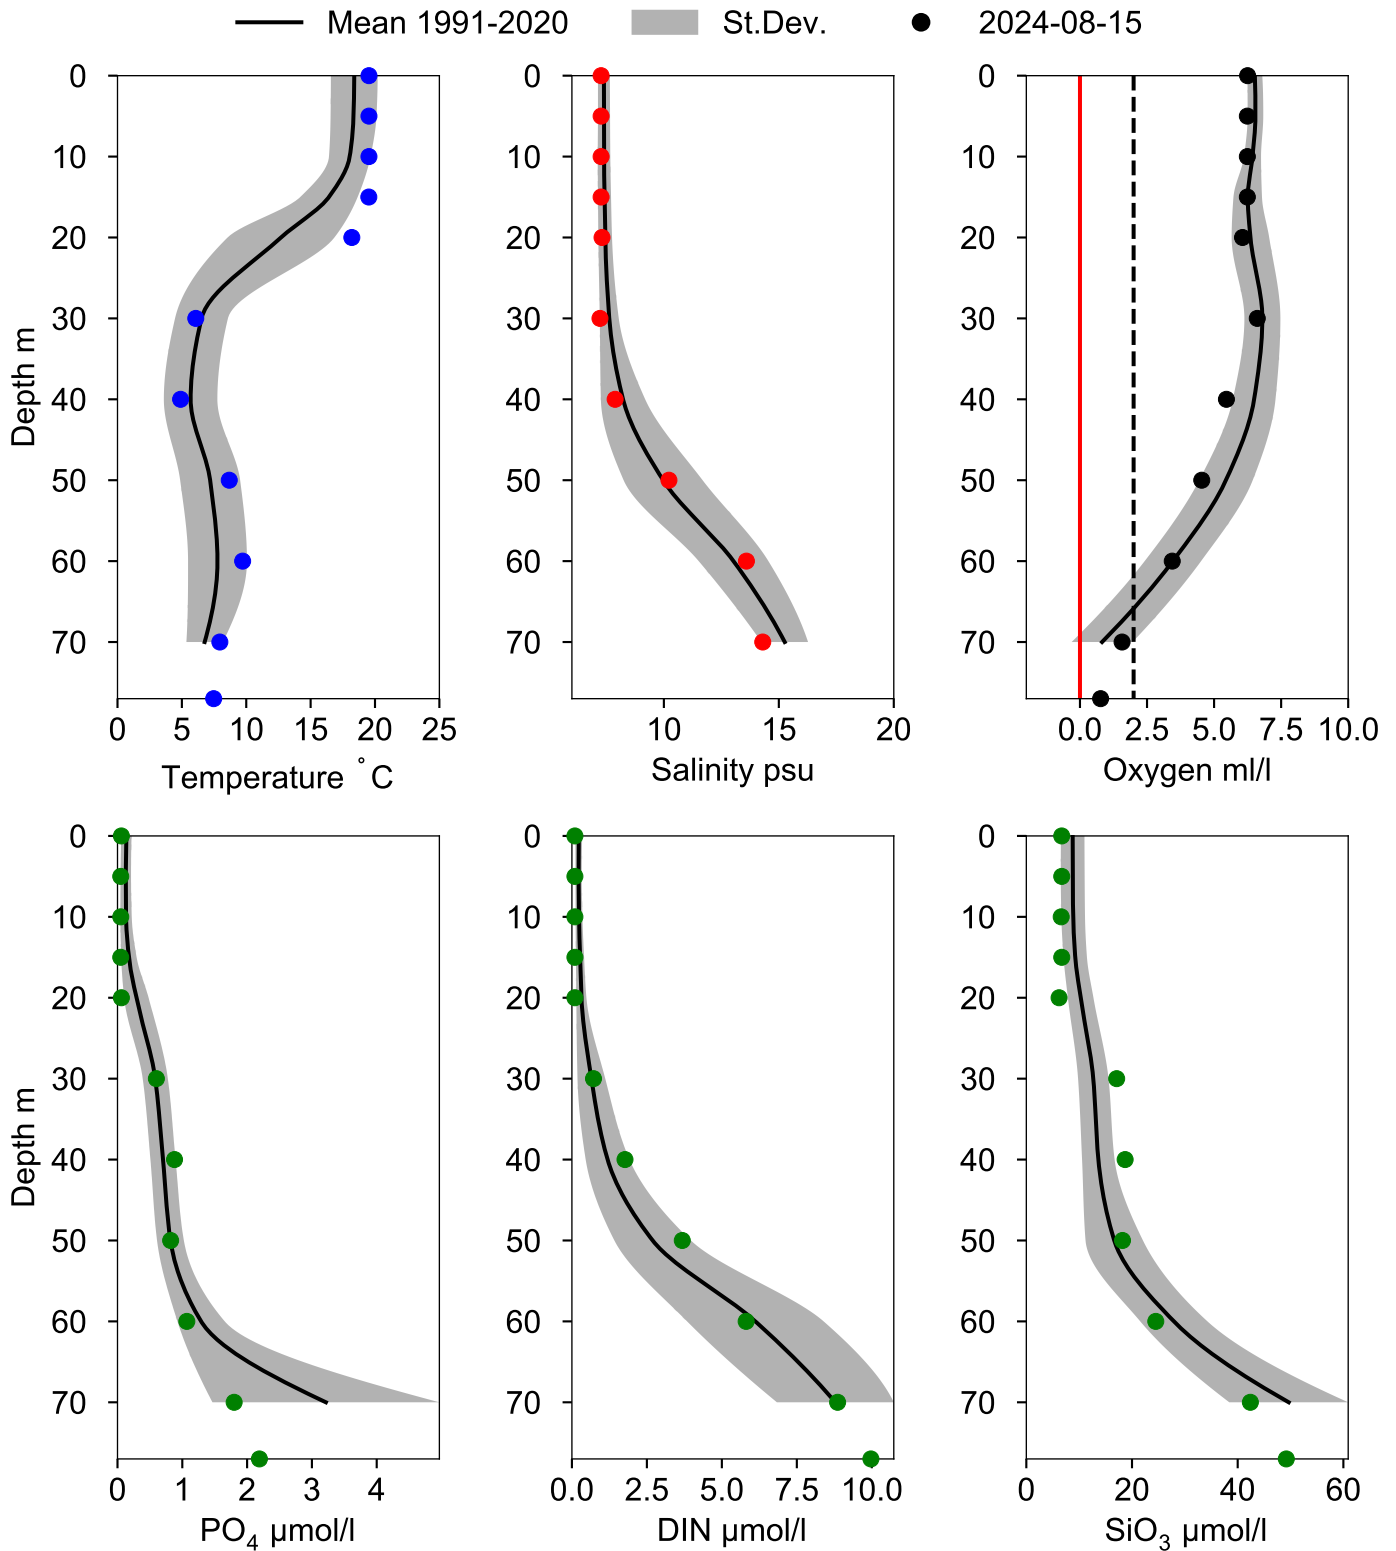 Mean 1991-2020 St.Dev. 2024-08-15
0 0 0
10 10 10
20 20 20
30 30 30
40 40 40
50 50 50
60 60 60
70 70 70
Depth m
0 5 10 15 20 25 10 15 20 0.0 2.5 5.0 7.5 10.0
Temperature ˚C Salinity psu Oxygen ml/l
0 0 0
10 10 10
20 20 20
30 30 30
40 40 40
50 50 50
60 60 60
70 70 70
Depth m
0 1 2 3 4 0.0 2.5 5.0 7.5 10.0 0 20 40 60
PO₄ µmol/l DIN µmol/l SiO₃ µmol/l